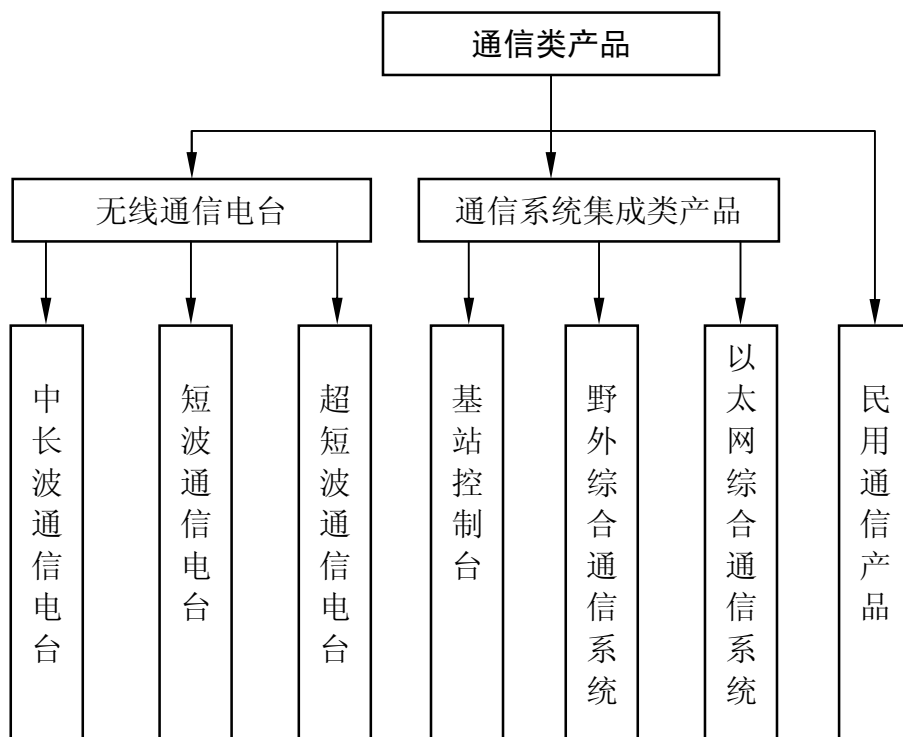 通信类产品
无线通信电台
通信系统集成类产品
中长波通信电台
短波通信电台
超短波通信电台
基站控制台
野外综合通信系统
以太网综合通信系统
民用通信产品